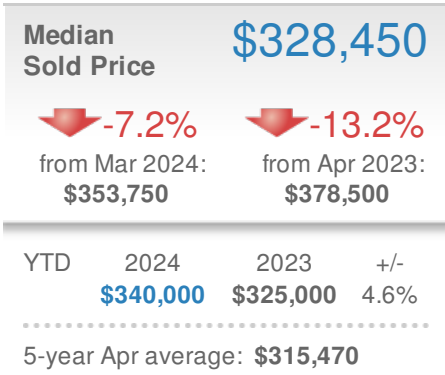 Median $328,450
Sold Price
-7.2% -13.2%
from Mar 2024: from Apr 2023:
$353,750 $378,500
YTD 2024 2023 +/-
$340,000 $325,000 4.6%
5-year Apr average: $315,470